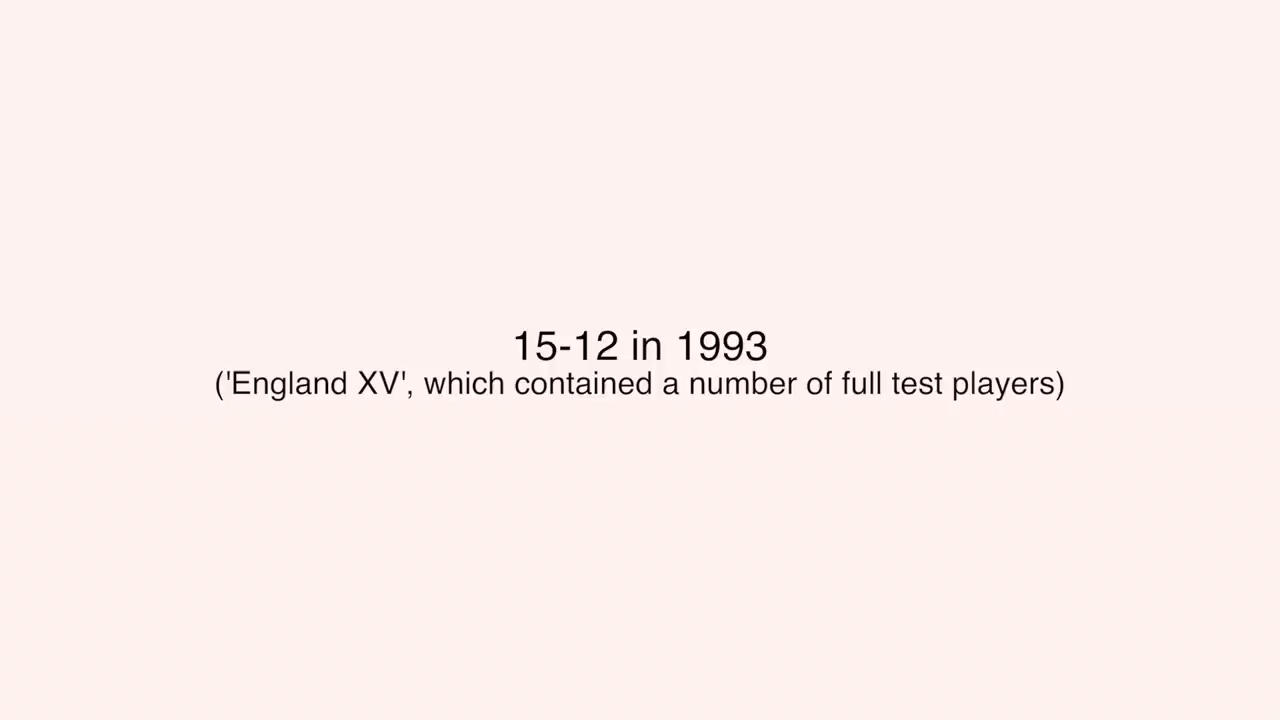 15-12 in 1993
('England XV', which contained a number of full test players)